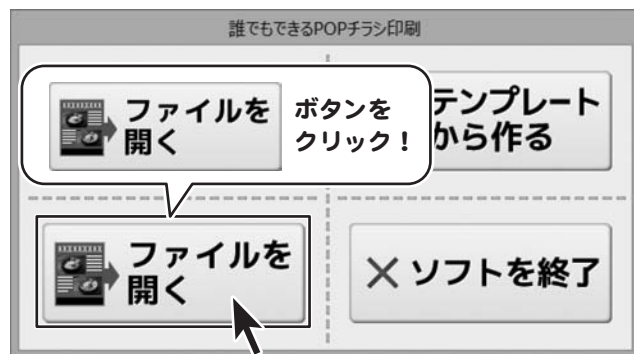 誰でもできるPOPチラシ印刷
ファイルを
開く
ボタンを
クリック！
テンプレート
から作る
ファイルを
開く
× ソフトを終了